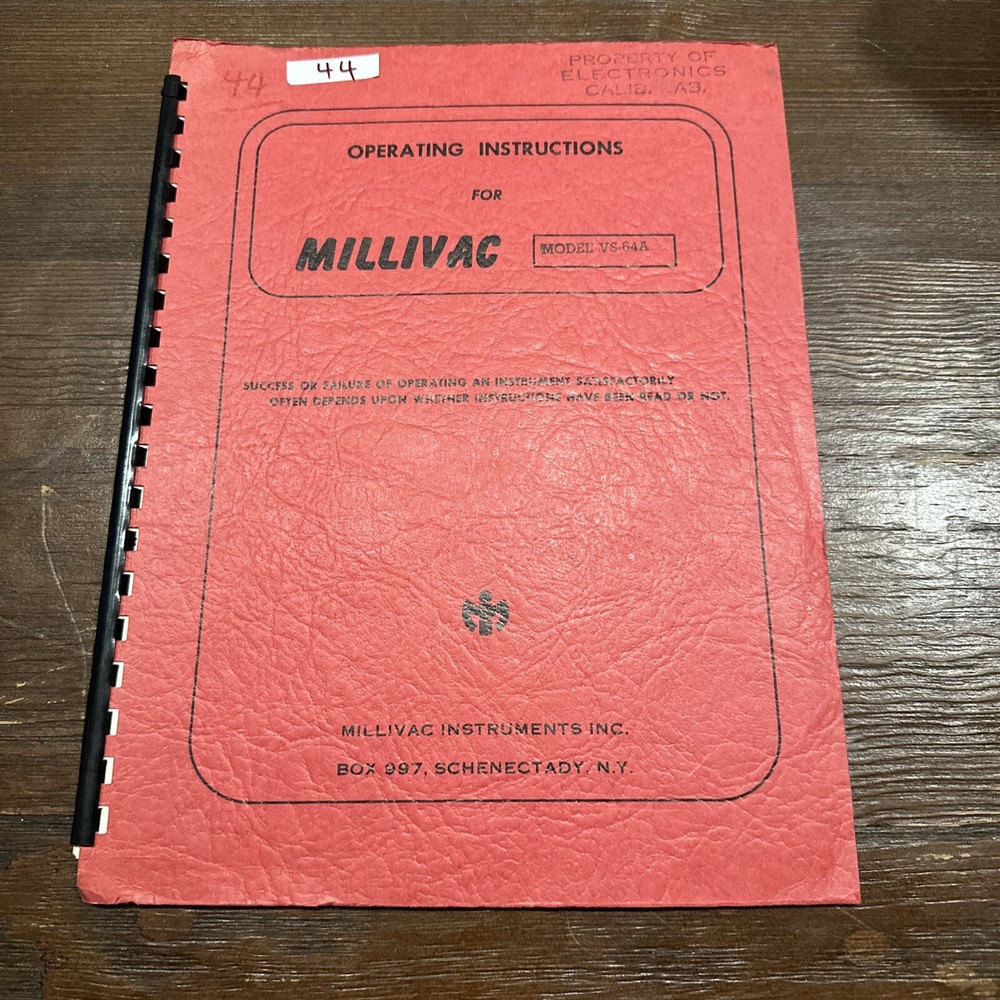 44
44
PROPERTY OF
ELECTRONICS
CALIB. LAB.
OPERATING INSTRUCTIONS
FOR
MILLIVAC MODEL VS-64A
SUCCESS OR FAILURE OF OPERATING AN INSTRUMENT SATISFACTORILY
OFTEN DEPENDS UPON WHETHER INSTRUCTIONS HAVE BEEN READ OR NOT.
MILLIVAC INSTRUMENTS INC.
BOX 997, SCHENECTADY, N.Y.